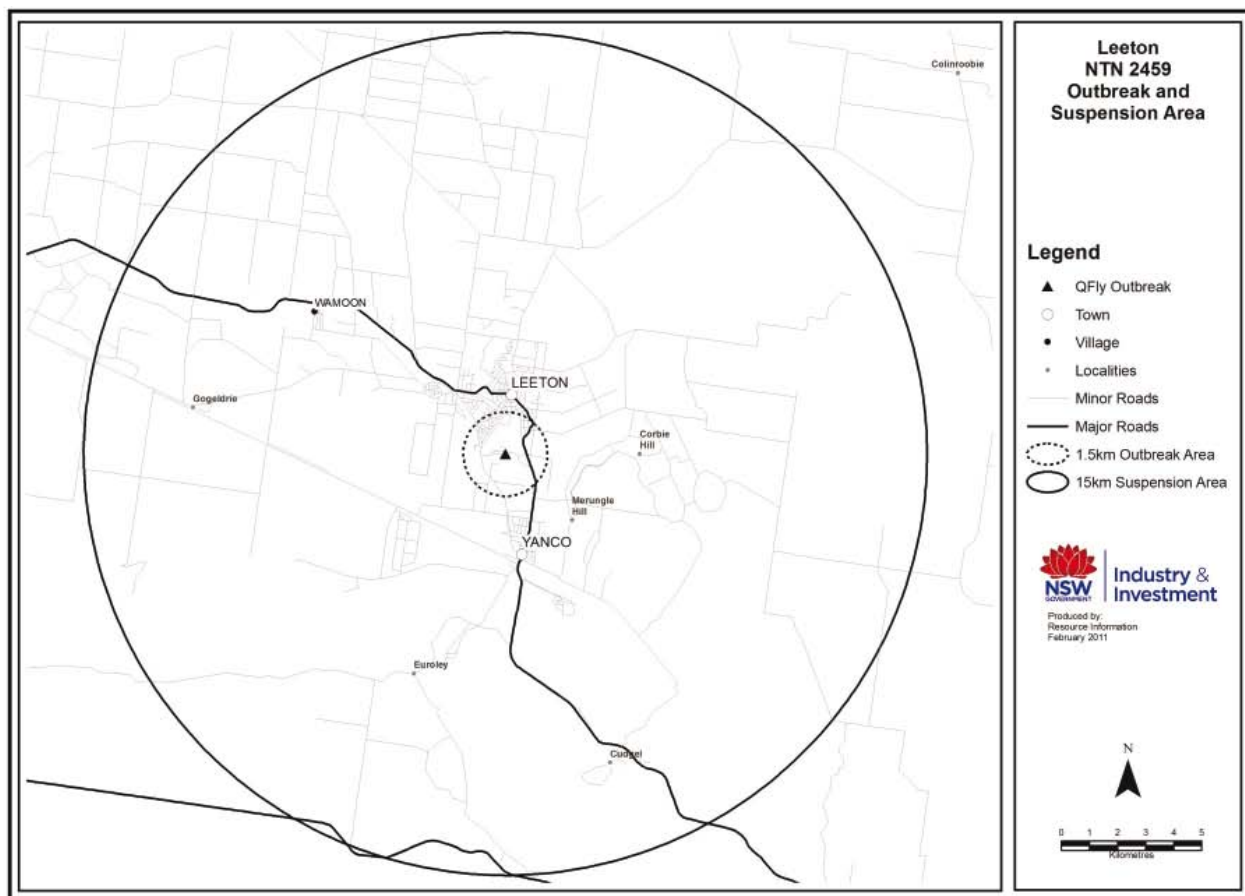 Colinroobie
WAMOON
LEETON
Gogeldrie
Corbie
Hill
Merungle
Hill
YANCO
Euroley
Cudgel
Leeton
NTN 2459
Outbreak and
Suspension Area
Legend
QFly Outbreak
Town
Village
Localities
Minor Roads
Major Roads
1.5km Outbreak Area
15km Suspension Area
NSW
GOVERNMENT
Industry &
Investment
Produced by:
Resource Information
February 2011
N
0 1 2 3 4 5
Kilometres